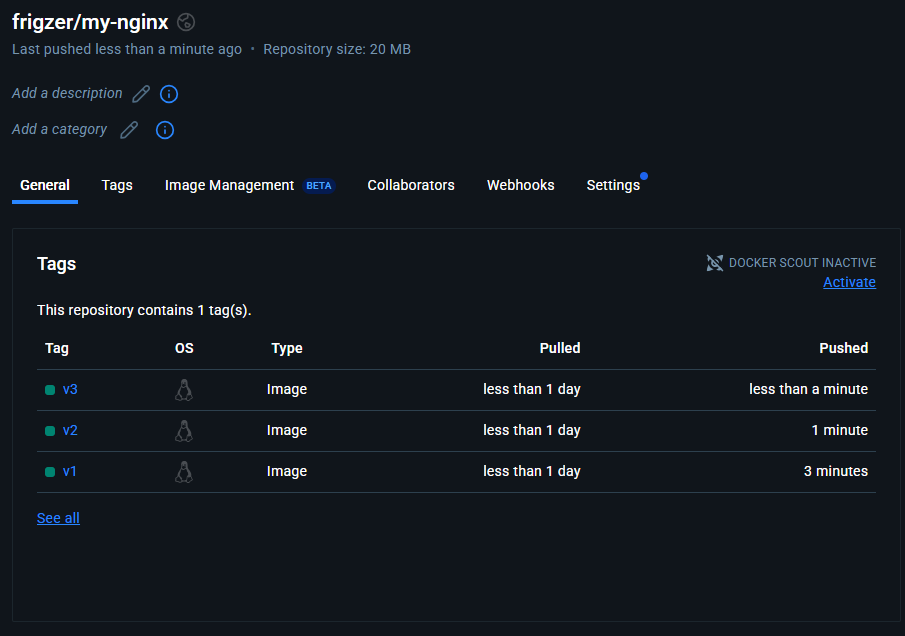 frigzer/my-nginx
Last pushed less than a minute ago • Repository size: 20 MB
Add a description
Add a category
General Tags Image Management BETA Collaborators Webhooks Settings
Tags
DOCKER SCOUT INACTIVE
Activate
This repository contains 1 tag(s).
Tag OS Type Pulled Pushed
v3 Image less than 1 day less than a minute
v2 Image less than 1 day 1 minute
v1 Image less than 1 day 3 minutes
See all